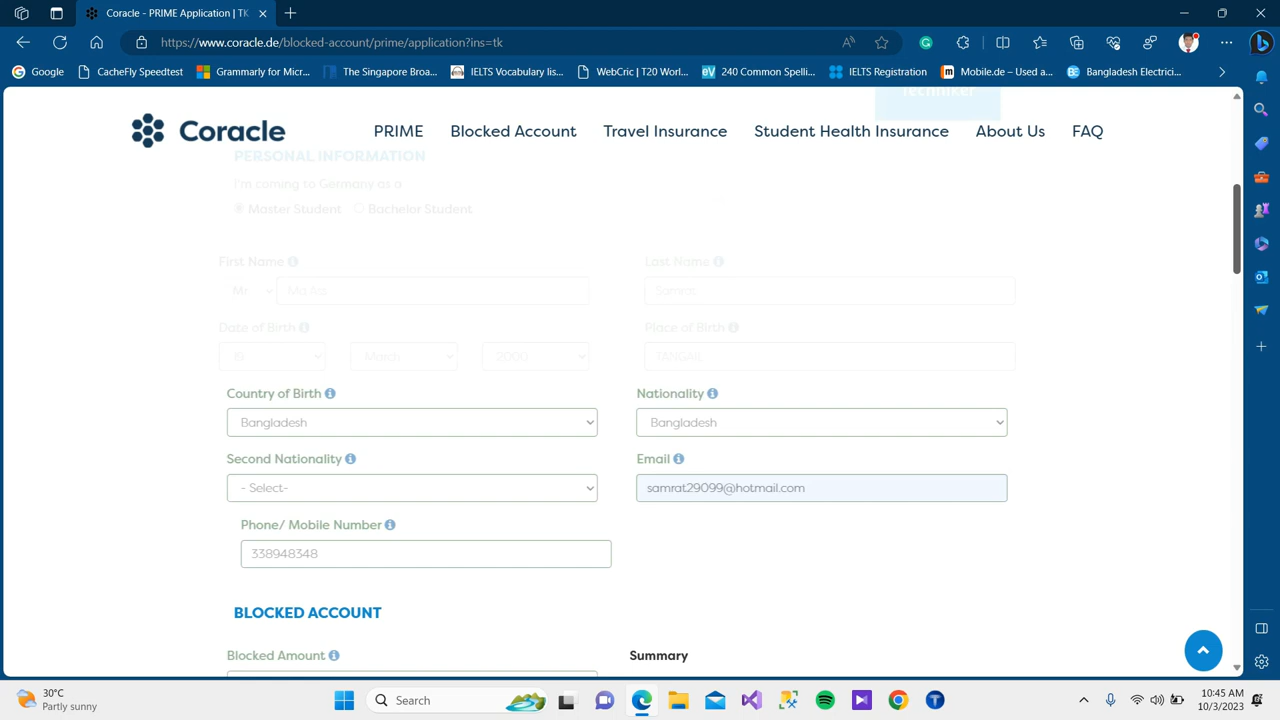 Coracle - PRIME Application | TK
https://www.coracle.de/blocked-account/prime/application?ins=tk
Google CacheFly Speedtest Grammarly for Micr... The Singapore Broa... IELTS Vocabulary lis... WebCric | T20 Worl... 240 Common Spelli... IELTS Registration Mobile.de – Used a... Bangladesh Electrici...
Techniker
Coracle PRIME Blocked Account Travel Insurance Student Health Insurance About Us FAQ
PERSONAL INFORMATION
I'm coming to Germany as a
Master Student Bachelor Student
First Name Last Name
Mr Samrat
Date of Birth Place of Birth
March 2000 TANGAIL
Country of Birth Nationality
Bangladesh Bangladesh
Second Nationality Email
- Select- samrat29099@hotmail.com
Phone/ Mobile Number
338948348
BLOCKED ACCOUNT
Blocked Amount Summary
30°C
Partly sunny
Search
10:45 AM
10/3/2023